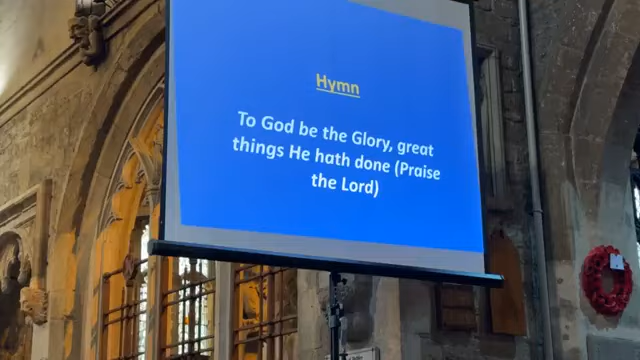 Hymn
To God be the Glory, great
things He hath done (Praise
the Lord)